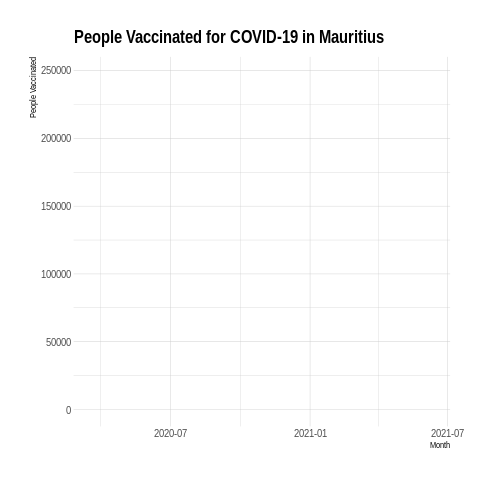 People Vaccinated for COVID-19 in Mauritius
People Vaccinated
250000
200000
150000
100000
50000
0
2020-07 2021-01 2021-07
Month